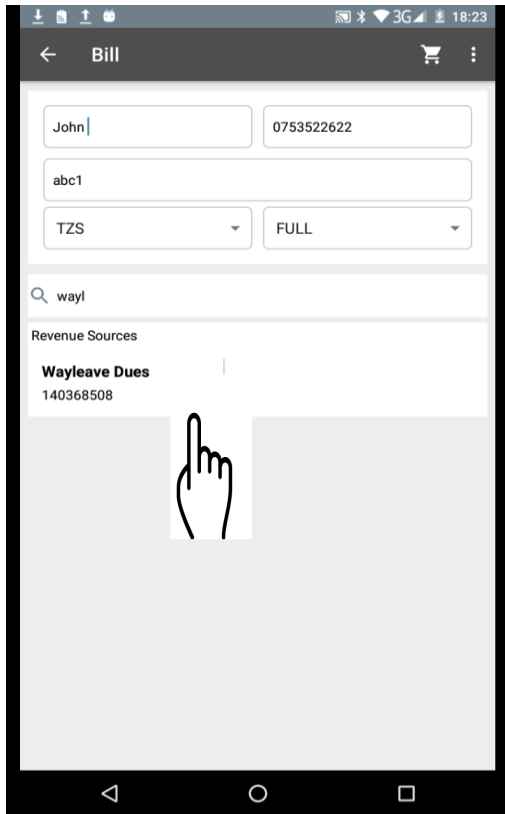 3G 18:23
Bill
John 0753522622
abc1
TZS FULL
wayl
Revenue Sources
Wayleave Dues
140368508